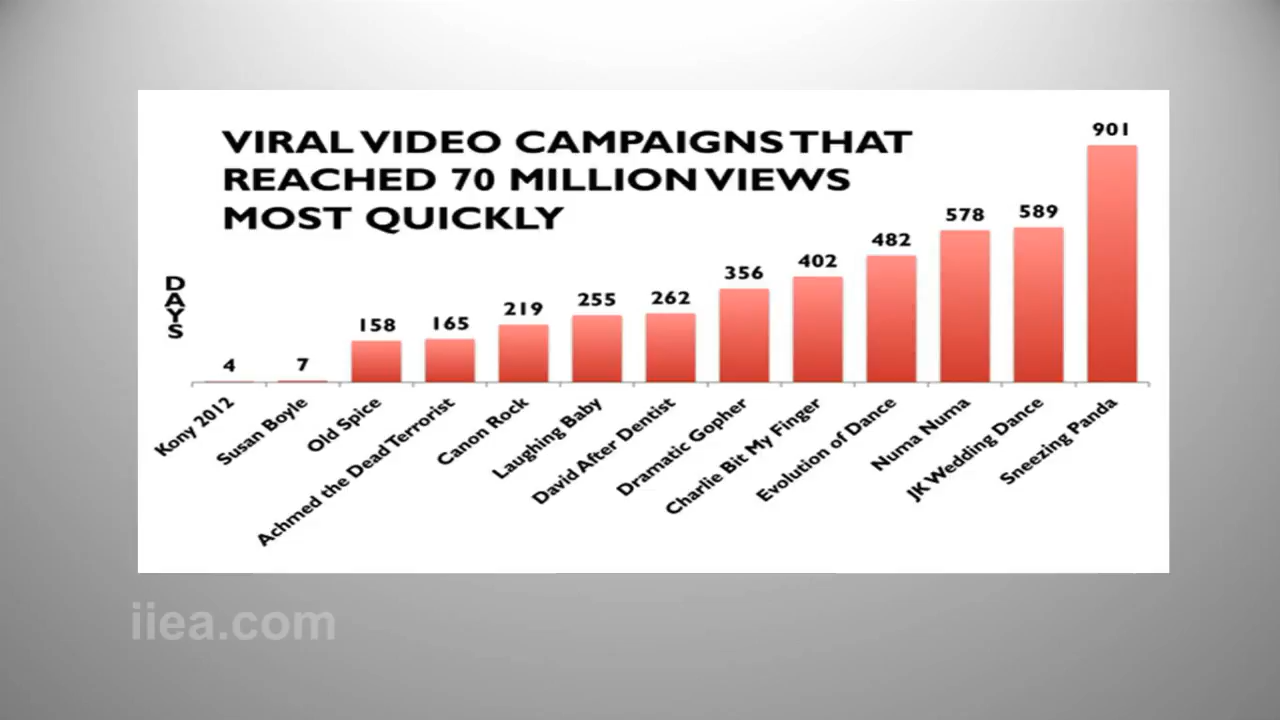 VIRAL VIDEO CAMPAIGNS THAT
REACHED 70 MILLION VIEWS
MOST QUICKLY
DAYS
4
7
158
165
219
255
262
356
402
482
578
589
901
Kony 2012
Susan Boyle
Old Spice
Achmed the Dead Terrorist
Canon Rock
Laughing Baby
David After Dentist
Dramatic Gopher
Charlie Bit My Finger
Evolution of Dance
Numa Numa
JK Wedding Dance
Sneezing Panda
iiea.com